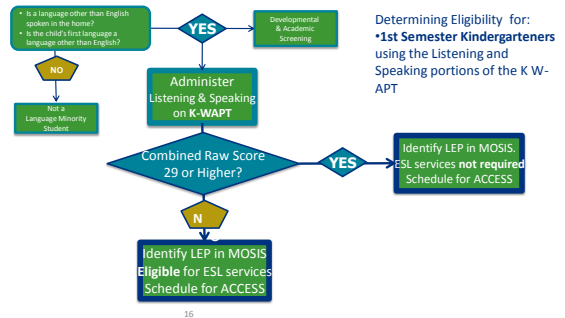 • Is a language other than English
spoken in the home?
• Is the child's first language a
language other than English?
YES
Developmental
& Academic
Screening
Determining Eligibility for:
•1st Semester Kindergarteners
using the Listening and
Speaking portions of the K W-
APT
NO
Not a
Language Minority
Student
Administer
Listening & Speaking
on K-WAPT
Combined Raw Score
29 or Higher?
YES
Identify LEP in MOSIS.
ESL services not required
Schedule for ACCESS
N
Identify LEP in MOSIS
Eligible for ESL services
Schedule for ACCESS
16